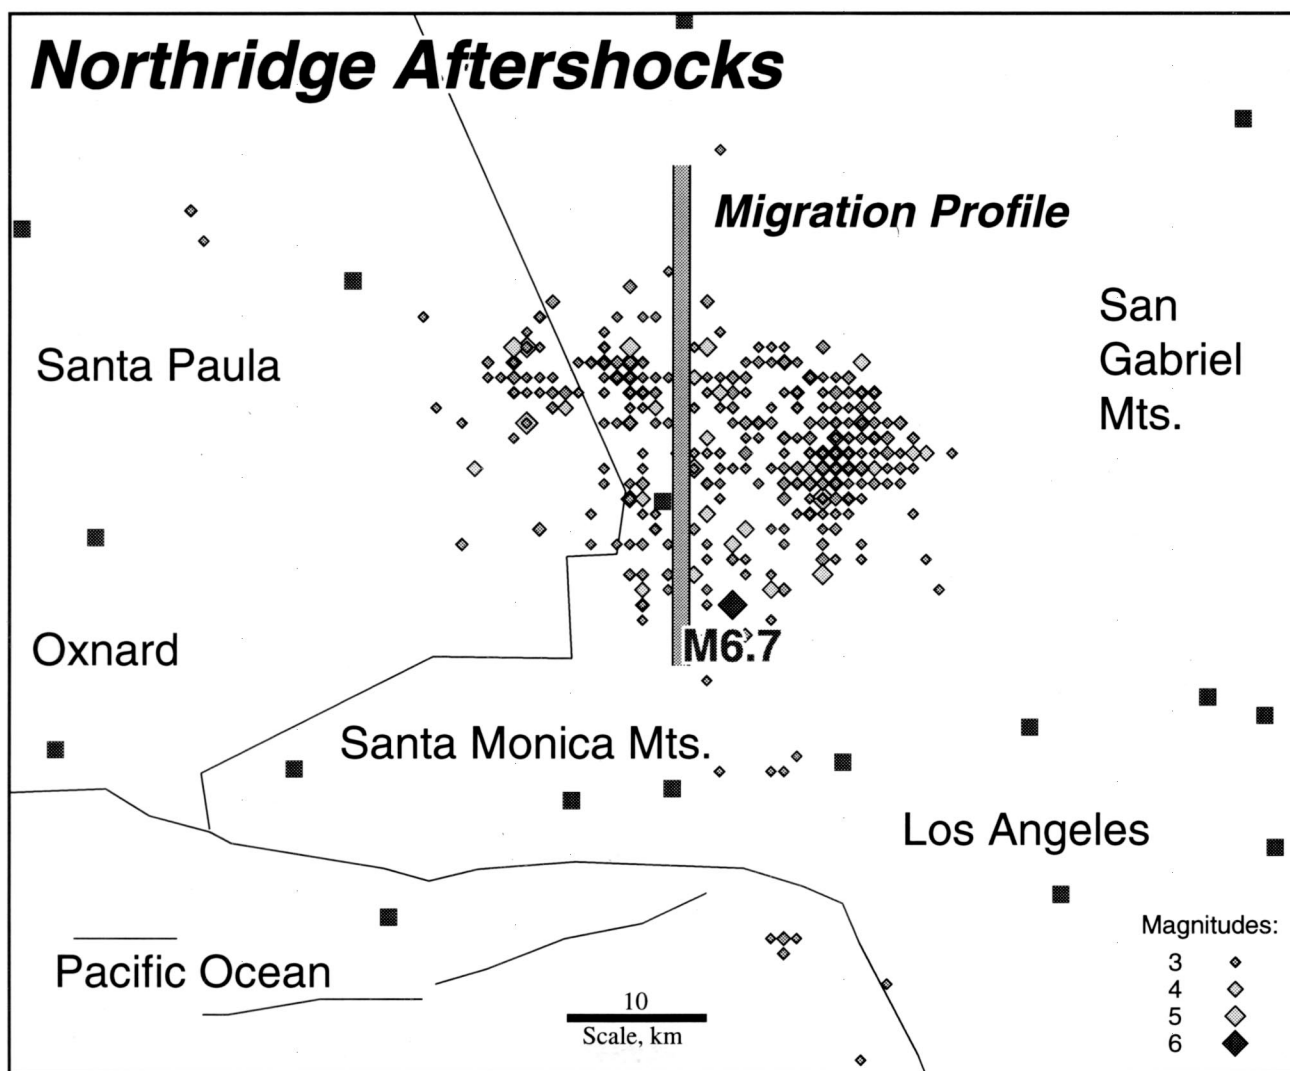 Northridge Aftershocks
Migration Profile
San
Gabriel
Mts.
Santa Paula
Oxnard
M6.7
Santa Monica Mts.
Los Angeles
Pacific Ocean
Magnitudes:
3
4
5
6
10
Scale, km